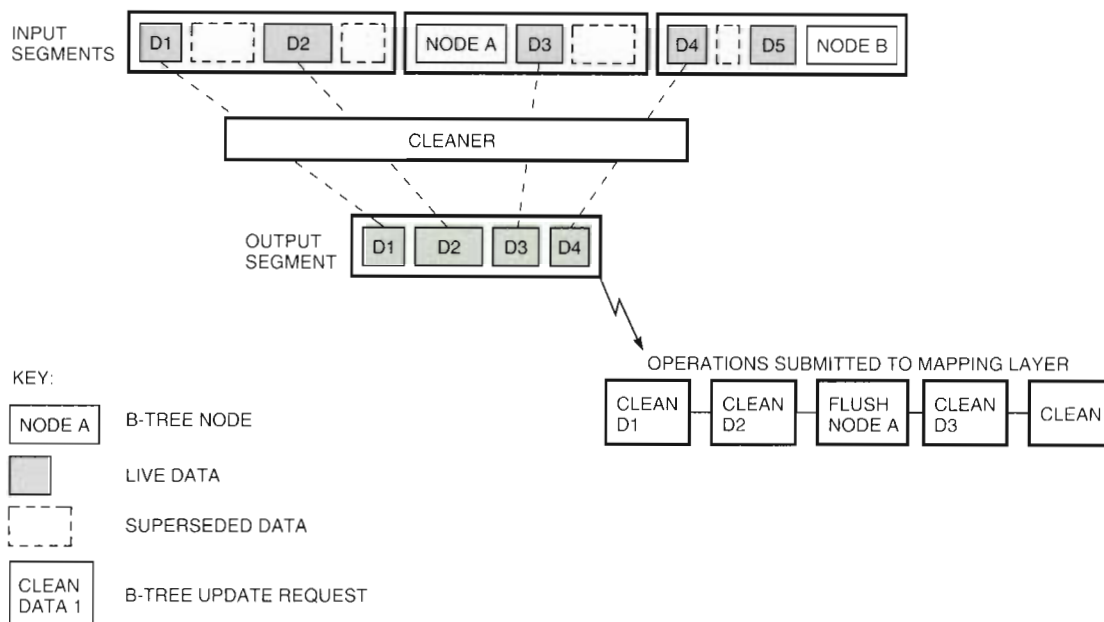 INPUT
SEGMENTS
D1
D2
NODE A
D3
D4
D5
NODE B
CLEANER
OUTPUT
SEGMENT
D1
D2
D3
D4
OPERATIONS SUBMITTED TO MAPPING LAYER
CLEAN
D1
CLEAN
D2
FLUSH
NODE A
CLEAN
D3
CLEAN
KEY:
NODE A
B-TREE NODE
LIVE DATA
SUPERSEDED DATA
CLEAN
DATA 1
B-TREE UPDATE REQUEST